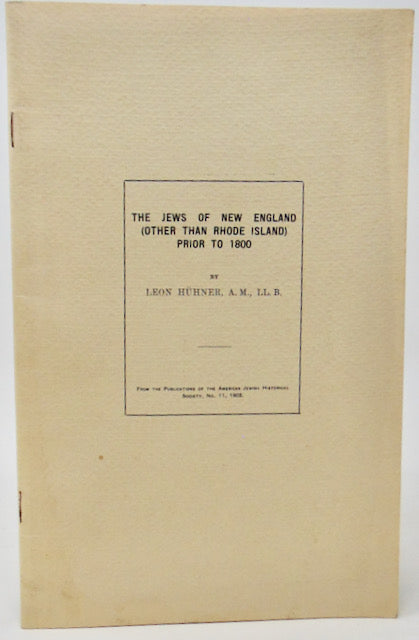 THE JEWS OF NEW ENGLAND
(OTHER THAN RHODE ISLAND)
PRIOR TO 1800
BY
LEON HÜHNER, A. M., LL. B.
From the Publications of the American Jewish Historical
Society, No. 11, 1903.